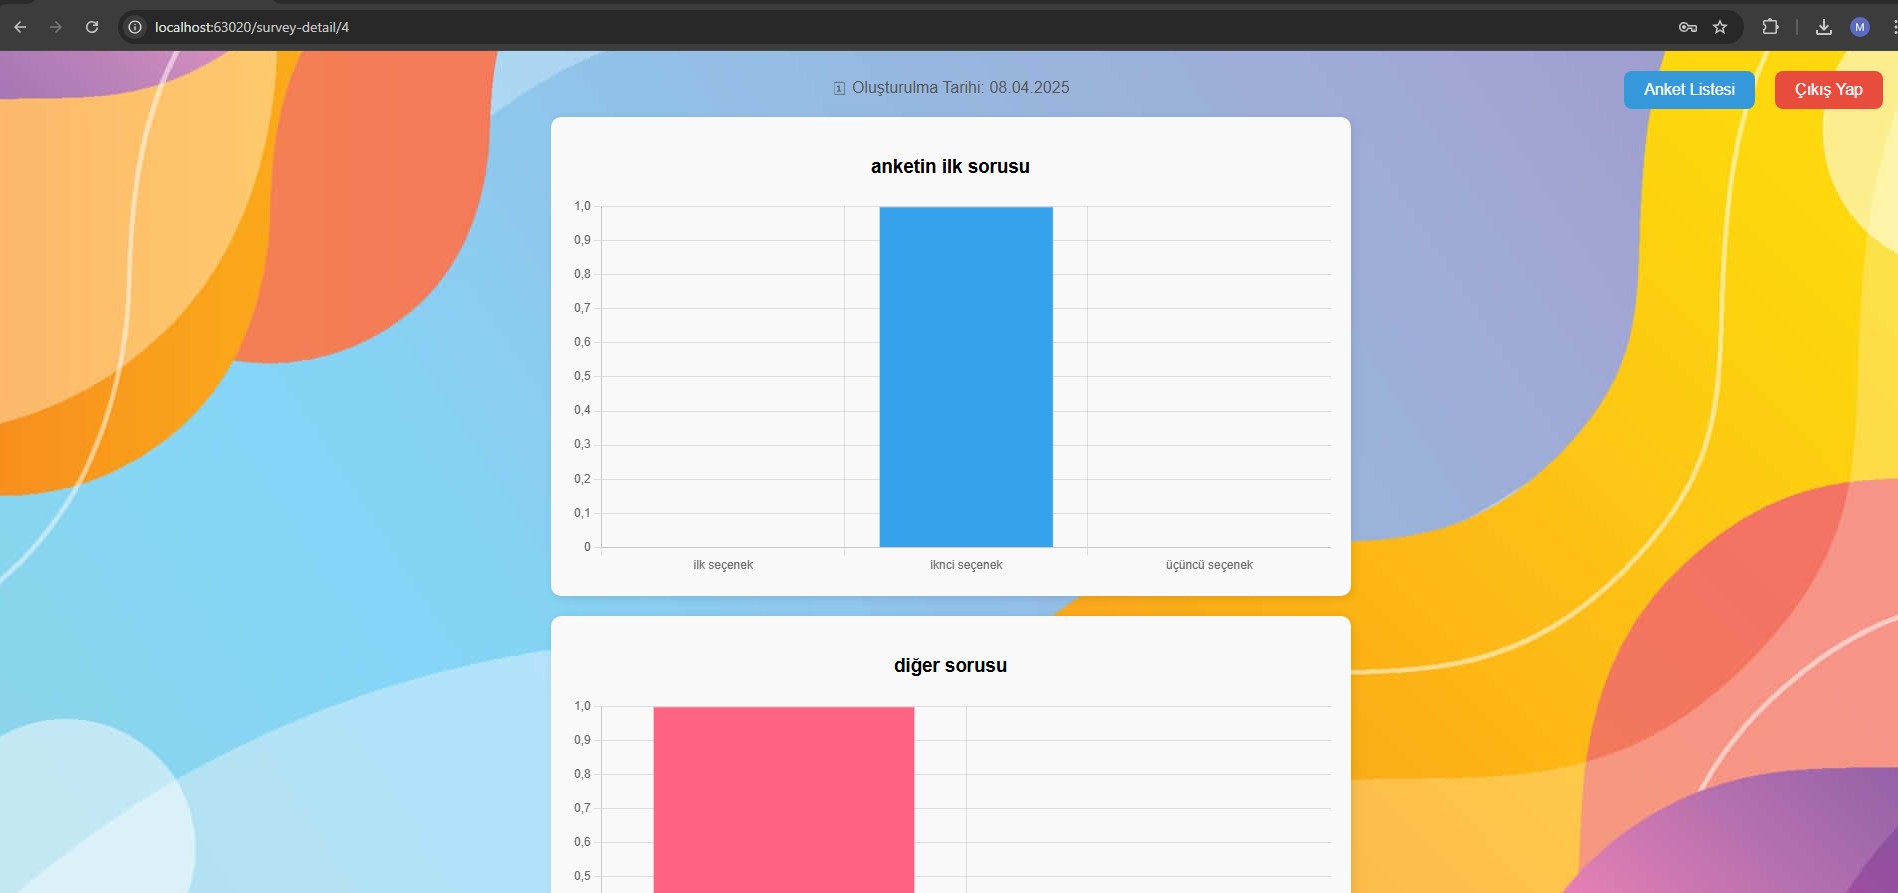 localhost:63020/survey-detail/4
M
Oluşturulma Tarihi: 08.04.2025
Anket Listesi
Çıkış Yap
anketin ilk sorusu
1,0
0,9
0,8
0,7
0,6
0,5
0,4
0,3
0,2
0,1
0
ilk seçenek
iknci seçenek
üçüncü seçenek
diğer sorusu
1,0
0,9
0,8
0,7
0,6
0,5